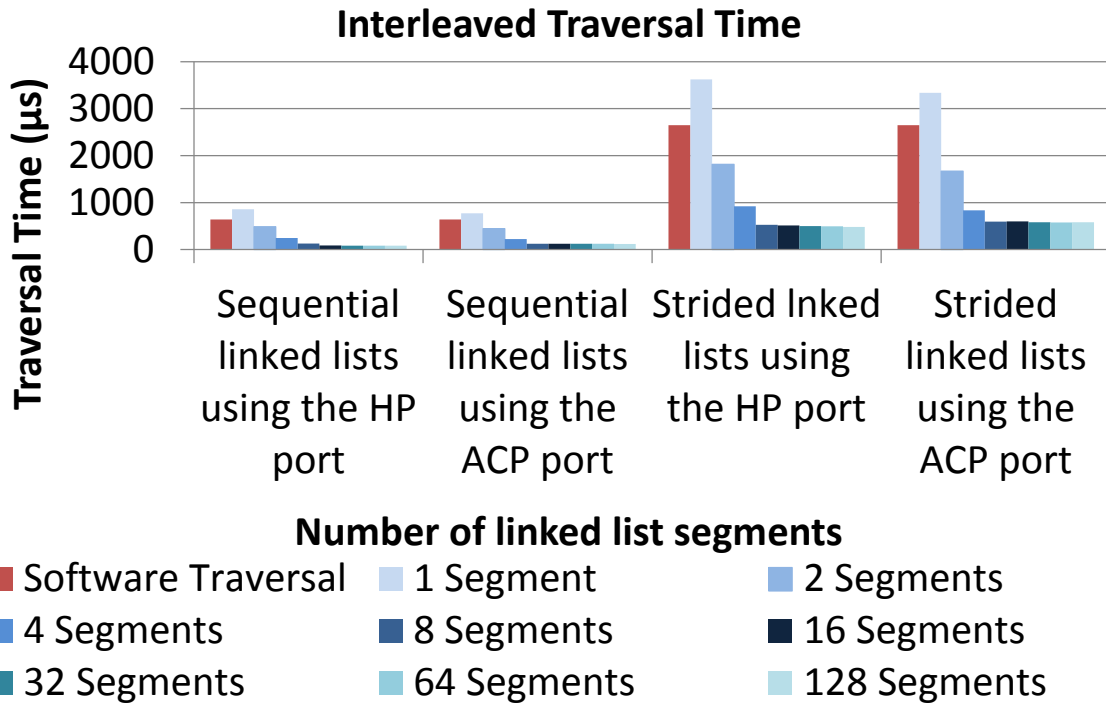 Interleaved Traversal Time
Traversal Time (µs)
4000
3000
2000
1000
0
Sequential linked lists using the HP port
Sequential linked lists using the ACP port
Strided lnked lists using the HP port
Strided linked lists using the ACP port
Number of linked list segments
Software Traversal
1 Segment
2 Segments
4 Segments
8 Segments
16 Segments
32 Segments
64 Segments
128 Segments